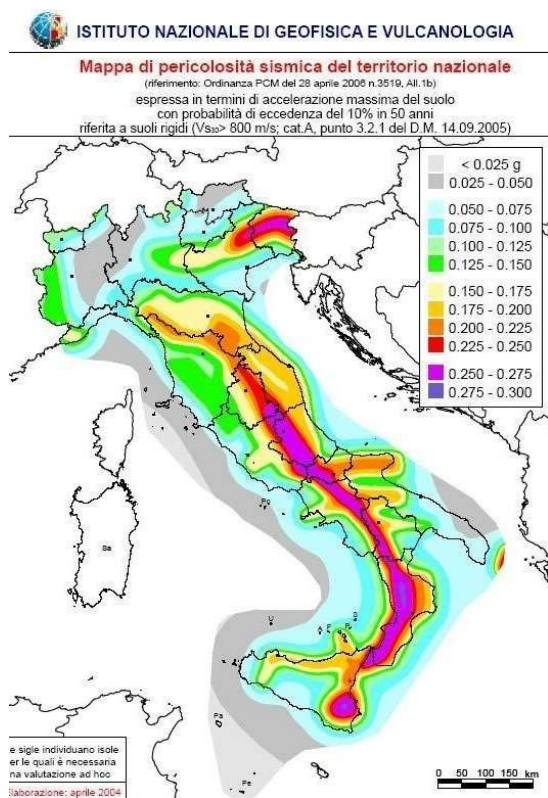 ISTITUTO NAZIONALE DI GEOFISICA E VULCANOLOGIA
Mappa di pericolosità sismica del territorio nazionale
(riferimento: Ordinanza PCM del 28 aprile 2006 n.3519, All.1b)
espressa in termini di accelerazione massima del suolo
con probabilità di eccedenza del 10% in 50 anni
riferita a suoli rigidi (Vs30> 800 m/s; cat.A, punto 3.2.1 del D.M. 14.09.2005)
< 0.025 g
0.025 - 0.050
0.050 - 0.075
0.075 - 0.100
0.100 - 0.125
0.125 - 0.150
0.150 - 0.175
0.175 - 0.200
0.200 - 0.225
0.225 - 0.250
0.250 - 0.275
0.275 - 0.300
Sa
U
A
F
S
Pa
Pe
e sigle individuano isole
er le quali è necessaria
na valutazione ad hoc
laborazione: aprile 2004
0 50 100 150 km